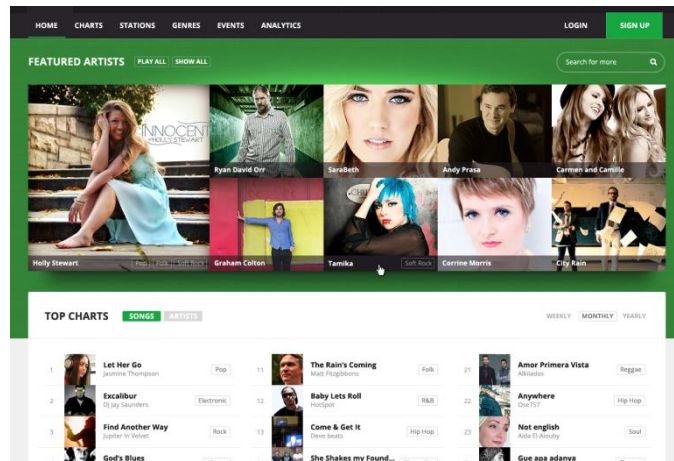 HOME CHARTS STATIONS GENRES EVENTS ANALYTICS LOGIN SIGN UP
FEATURED ARTISTS PLAY ALL SHOW ALL Search for more
INNOCENT
HOLLY STEWART
Ryan David Orr SaraBeth Andy Prasa Carmen and Camille
Holly Stewart Pop Folk Soft Rock Graham Colton Tamika Soft Rock Corrine Morris City Rain
TOP CHARTS SONGS ARTISTS WEEKLY MONTHLY YEARLY
1 Let Her Go Pop 11 The Rain's Coming Folk 21 Amor Primera Vista Reggae
Jasmine Thompson Matt Fitzgibbons Alkilados
2 Excalibur Electronic 12 Baby Lets Roll R&B 22 Anywhere Hip Hop
DJ Jay Saunders HotSpot Oxe757
3 Find Another Way Rock 13 Come & Get It Hip Hop 23 Not english Soul
Jupiter In Velvet Devo beats Aida El-Aouby
God's Blues She Shakes my Found... Gue apa adanya